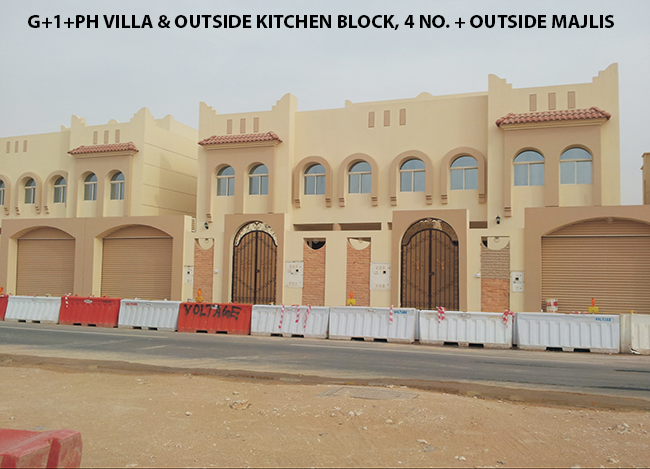 G+1+PH VILLA & OUTSIDE KITCHEN BLOCK, 4 NO. + OUTSIDE MAJLIS
VOLTAGE